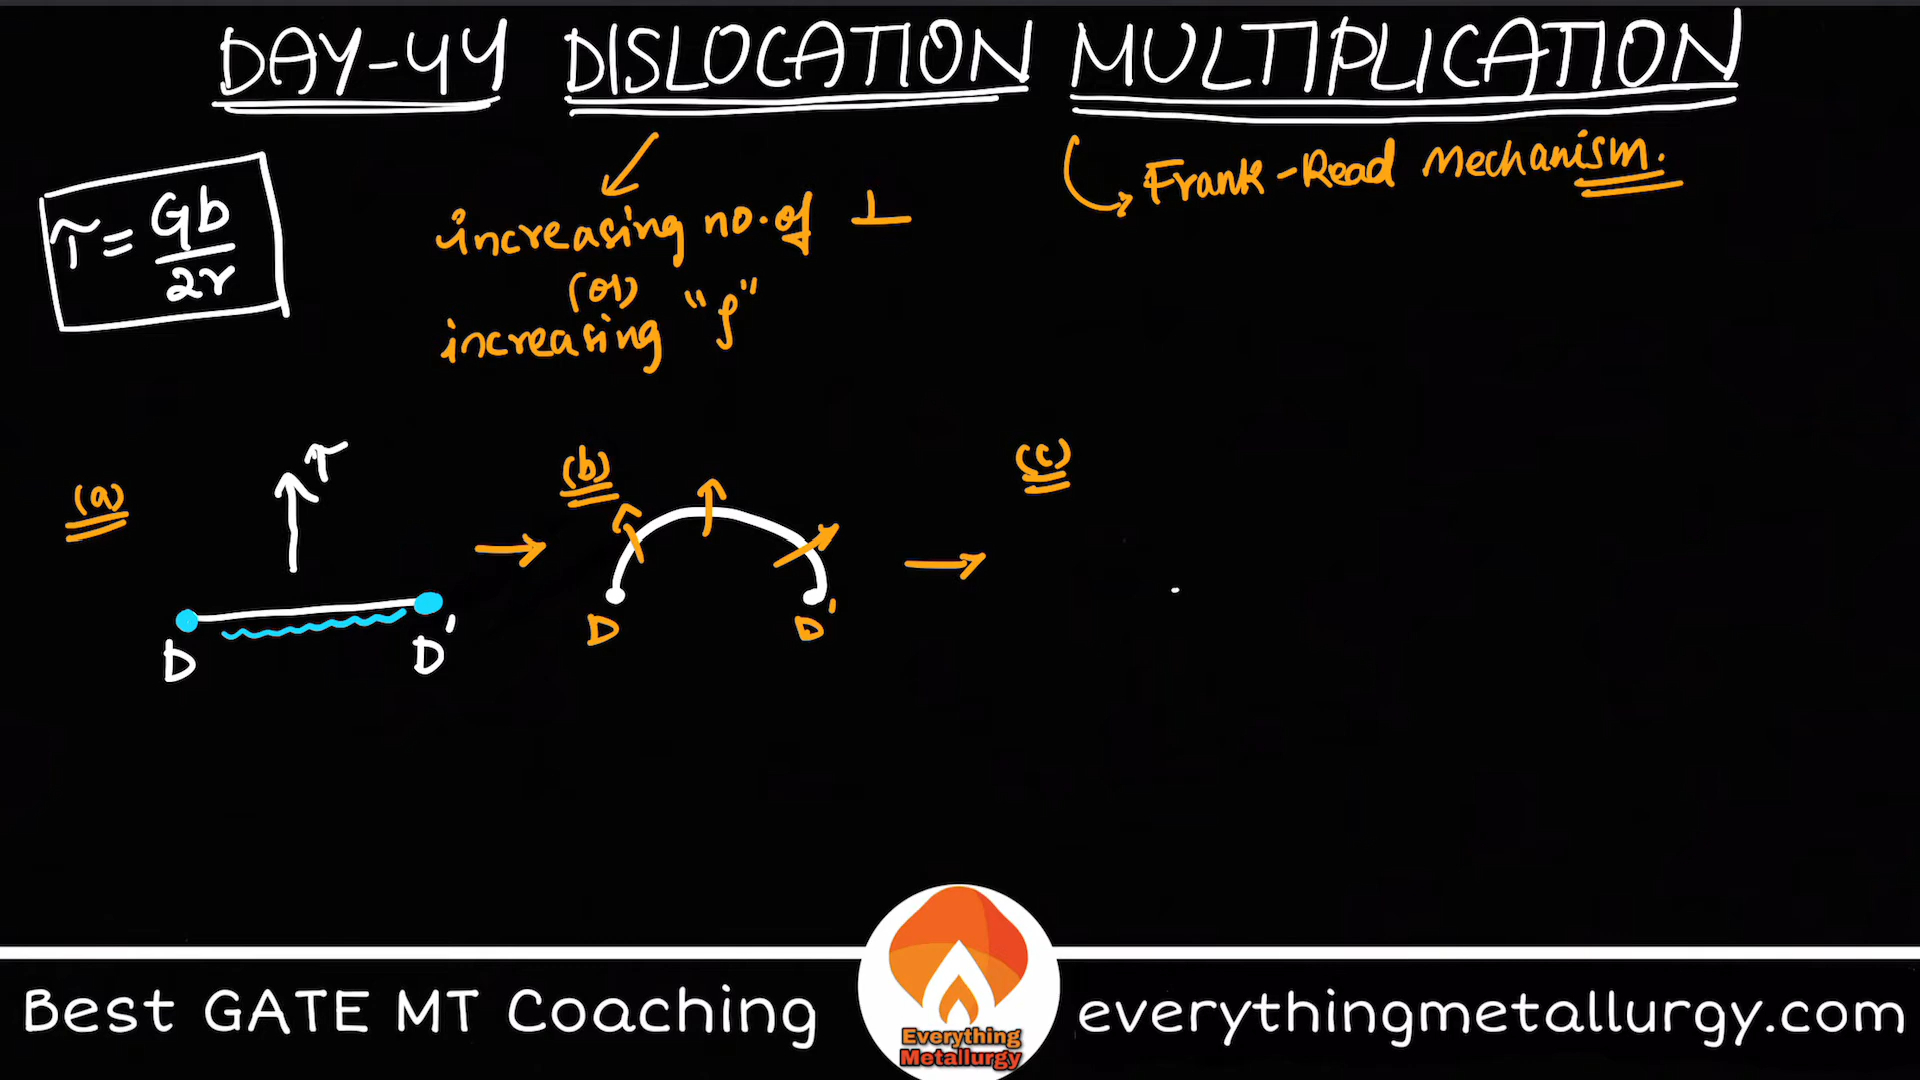 DAY-44 DISLOCATION MULTIPLICATION
τ = Gb/2r
increasing no. of ⊥
(or)
increasing "ρ"
Frank-Read Mechanism.
(a)
τ
D
D'
(b)
D
D'
(c)
Best GATE MT Coaching
Everything
Metallurgy
everythingmetallurgy.com